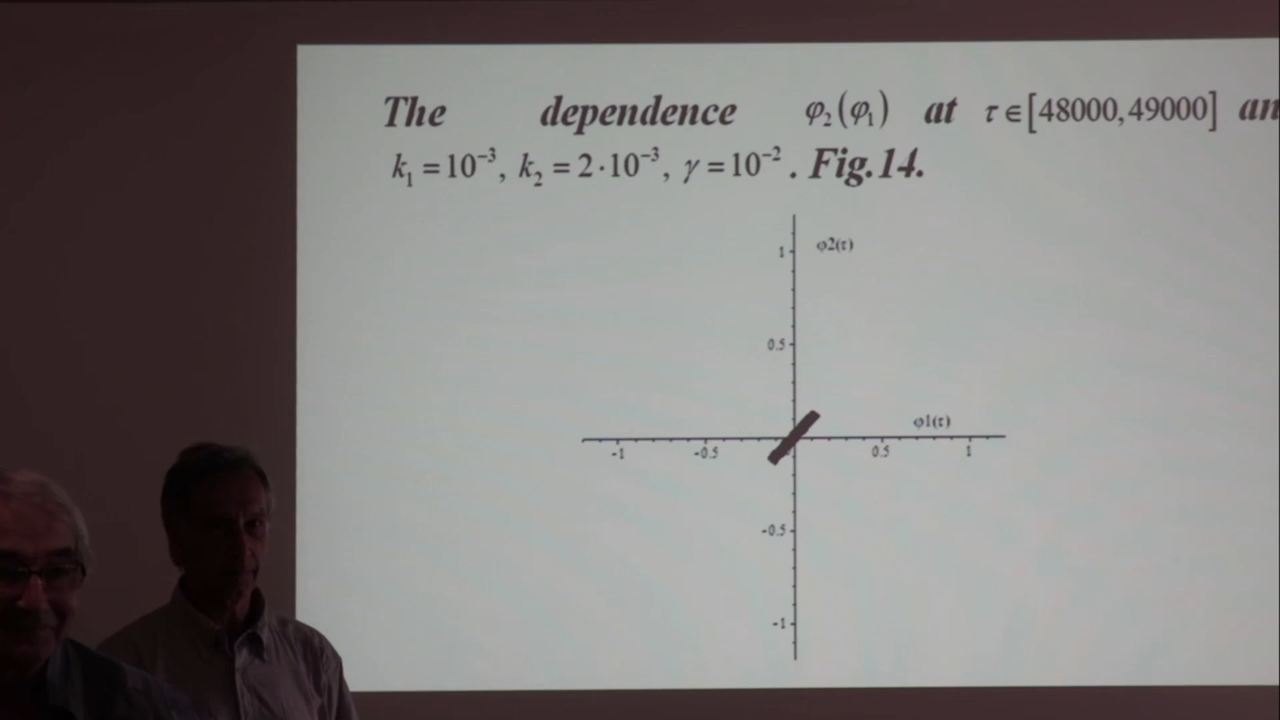 The dependence φ₂(φ₁) at τ∈[48000,49000] an
k₁=10⁻³, k₂=2·10⁻³, γ=10⁻². Fig.14.
1
φ2(τ)
0.5
φ1(τ)
-1 -0.5 0.5 1
-0.5
-1